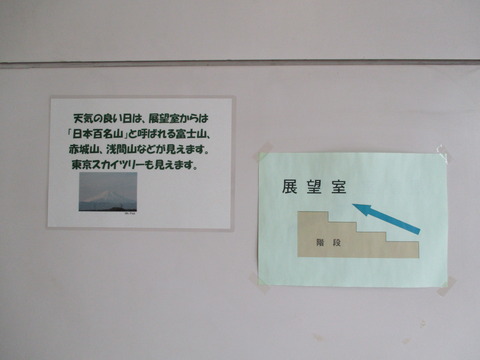 天気の良い日は、展望室からは
「日本百名山」と呼ばれる富士山、
赤城山、浅間山などが見えます。
東京スカイツリーも見えます。
展望室
階段